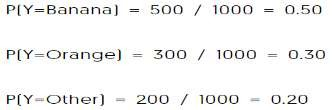 P(Y=Banana) = 500 / 1000 = 0.50
P(Y=Orange) = 300 / 1000 = 0.30
P(Y=Other) = 200 / 1000 = 0.20